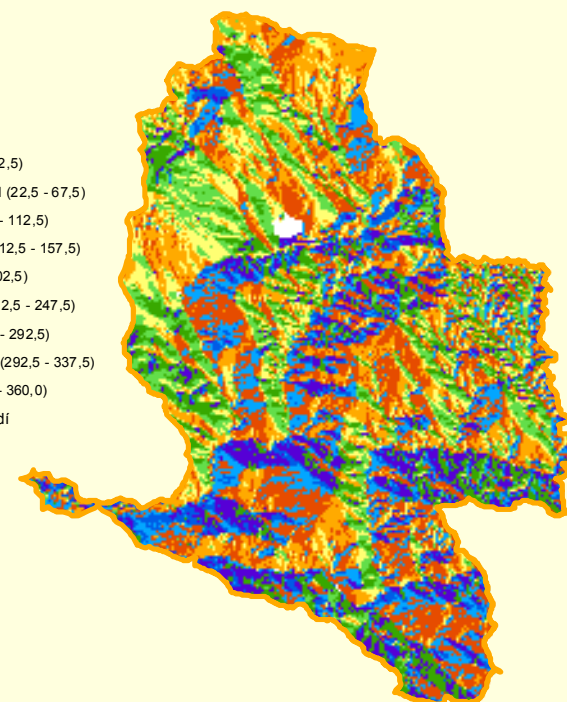 2,5)
(22,5 - 67,5)
- 112,5)
12,5 - 157,5)
02,5)
2,5 - 247,5)
- 292,5)
(292,5 - 337,5)
- 360,0)
dí